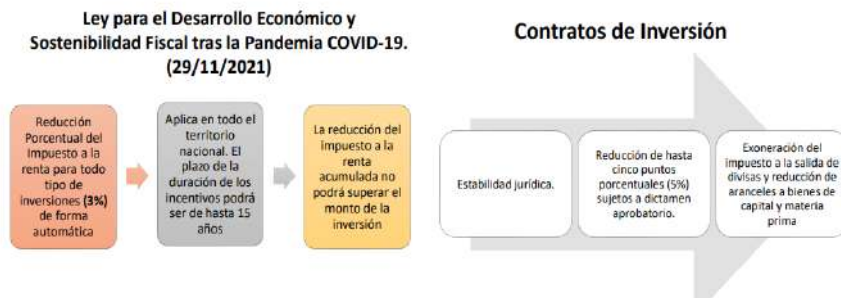 Ley para el Desarrollo Económico y
Sostenibilidad Fiscal tras la Pandemia COVID-19.
(29/11/2021)
Reducción
Porcentual del
Impuesto a la
renta para todo
tipo de
inversiones (3%)
de forma
automática
Aplica en todo el
territorio
nacional. El
plazo de la
duración de los
incentivos podrá
ser de hasta 15
años
La reducción del
impuesto a la
renta
acumulada no
podrá superar el
monto de la
inversión
Contratos de Inversión
Estabilidad jurídica.
Reducción de hasta
cinco puntos
porcentuales (5%)
sujetos a dictamen
aprobatorio.
Exoneración del
impuesto a la salida de
divisas y reducción de
aranceles a bienes de
capital y materia
prima